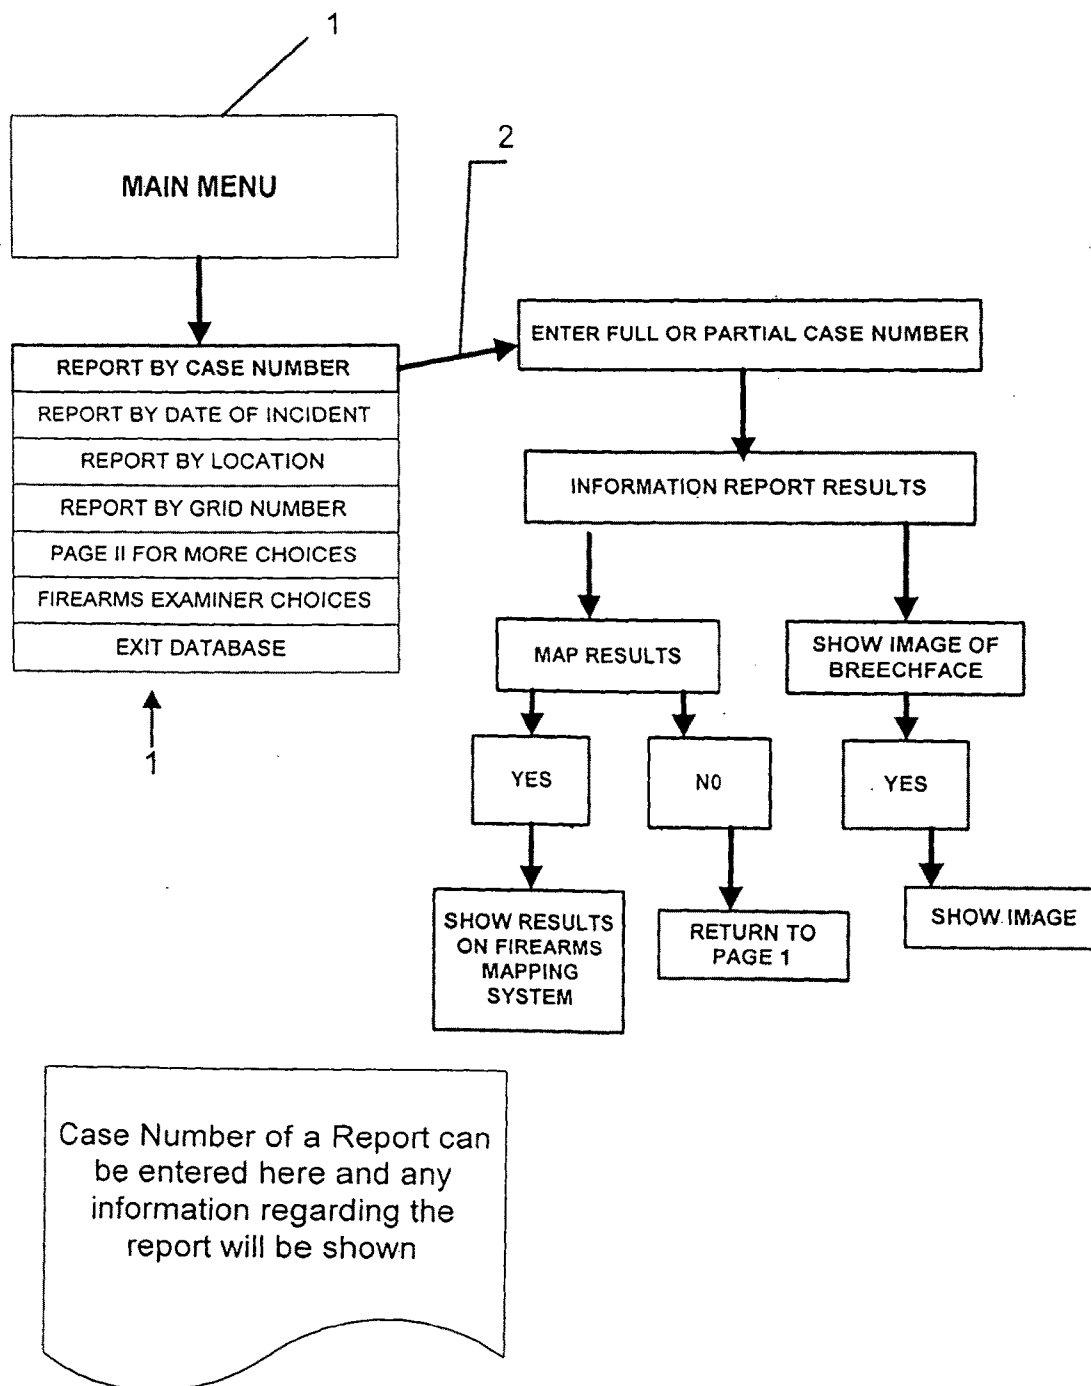 1
MAIN MENU
2
REPORT BY CASE NUMBER
REPORT BY DATE OF INCIDENT
REPORT BY LOCATION
REPORT BY GRID NUMBER
PAGE II FOR MORE CHOICES
FIREARMS EXAMINER CHOICES
EXIT DATABASE
1
ENTER FULL OR PARTIAL CASE NUMBER
INFORMATION REPORT RESULTS
MAP RESULTS
SHOW IMAGE OF
BREECHFACE
YES
N0
YES
SHOW RESULTS
ON FIREARMS
MAPPING
SYSTEM
RETURN TO
PAGE 1
SHOW IMAGE
Case Number of a Report can
be entered here and any
information regarding the
report will be shown